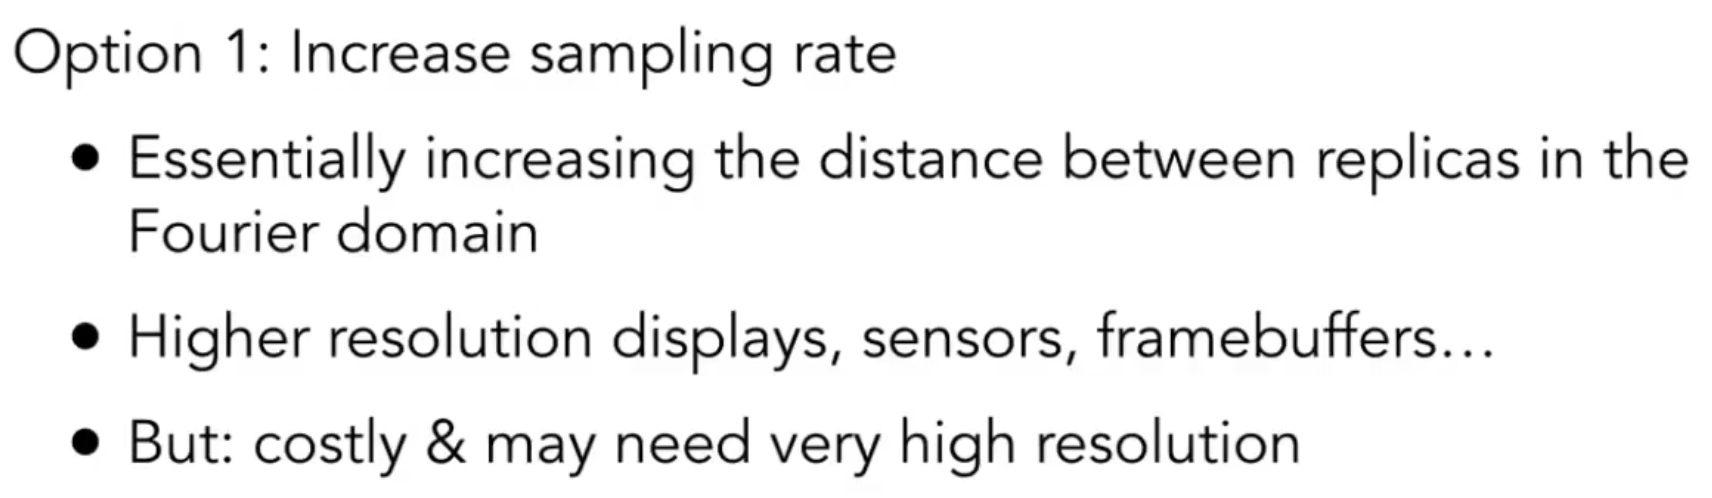 Option 1: Increase sampling rate
● Essentially increasing the distance between replicas in the
Fourier domain
● Higher resolution displays, sensors, framebuffers…
● But: costly & may need very high resolution